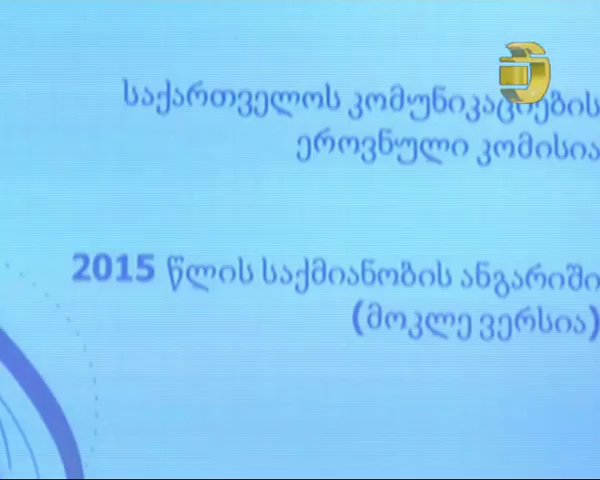 საქართველოს კომუნიკაციების
ეროვნული კომისია
2015 წლის საქმიანობის ანგარიში
(მოკლე ვერსია)